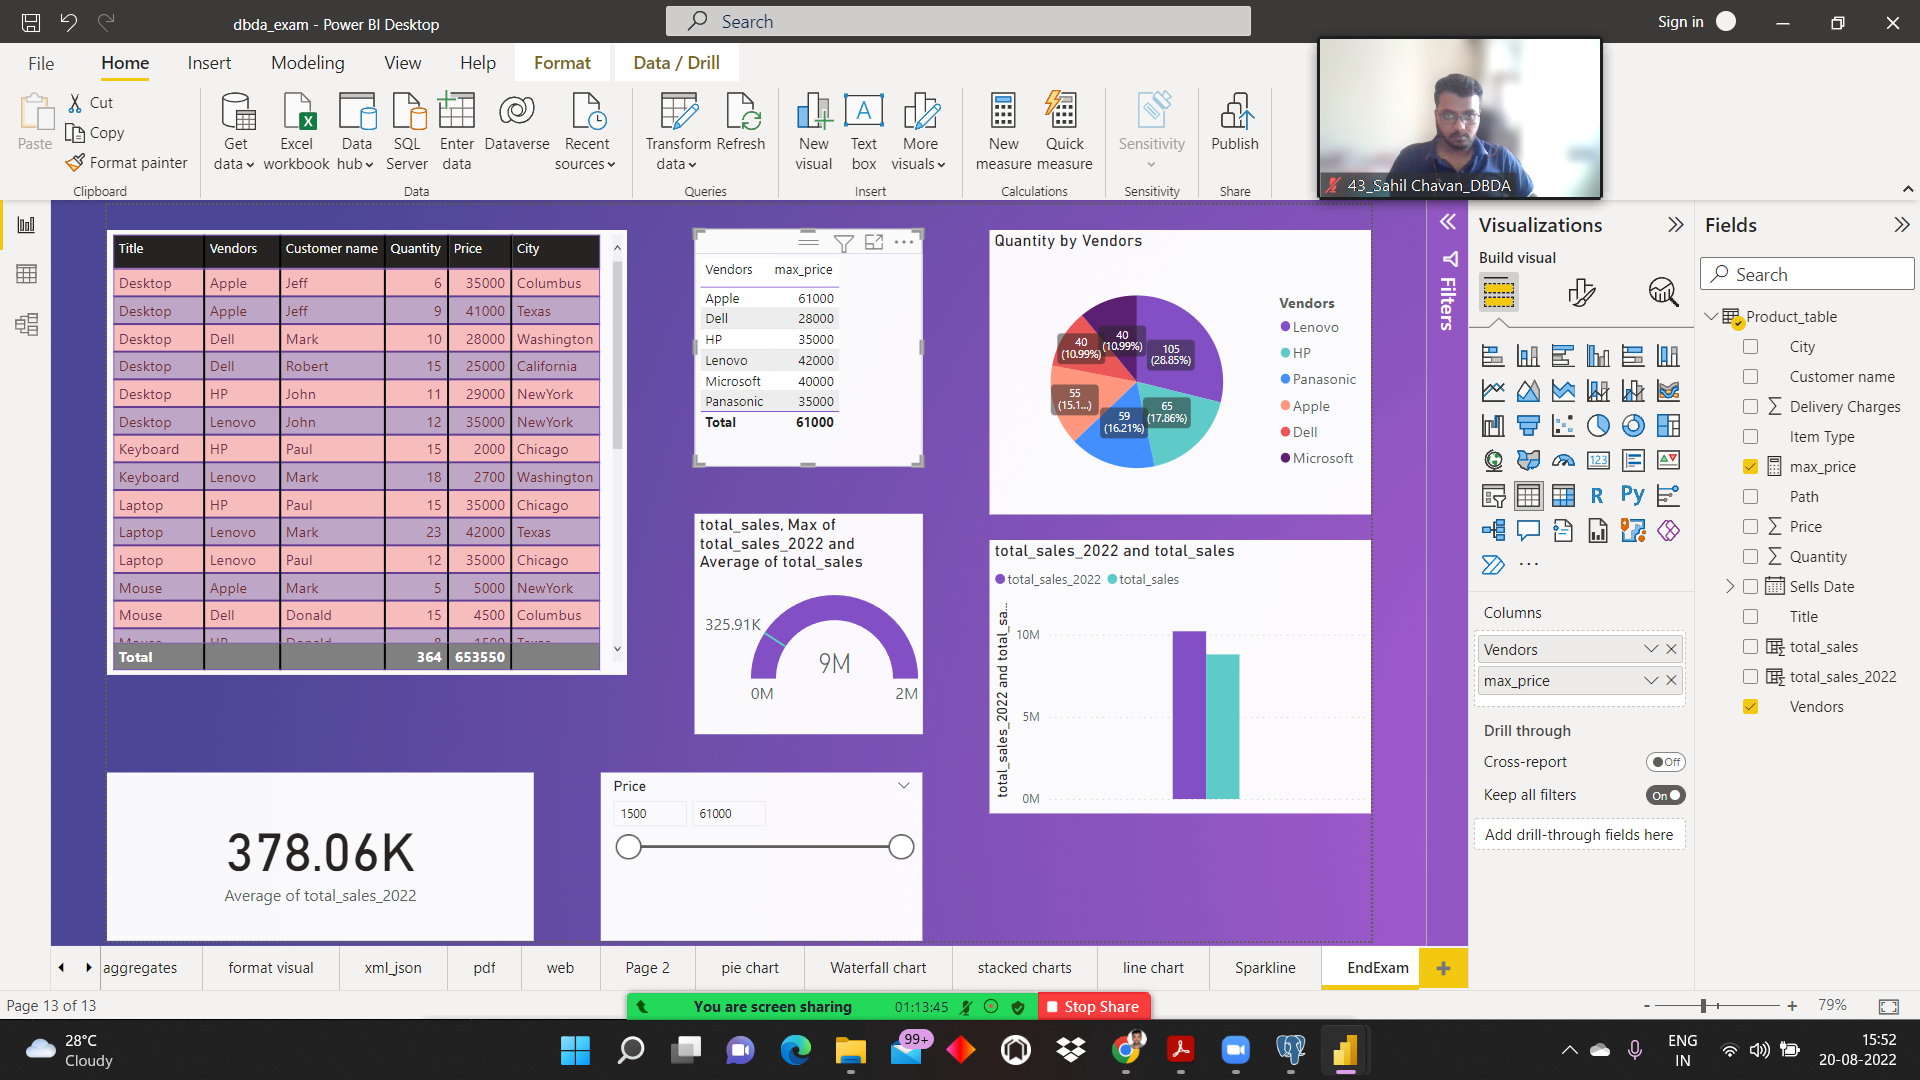 dbda_exam - Power BI Desktop
Search
Sign in
File Home Insert Modeling View Help Format Data / Drill
Paste
Cut
Copy
Format painter
Clipboard
Get data
Excel workbook
Data hub
SQL Server
Enter data
Dataverse
Recent sources
Data
Transform data
Refresh
Queries
New visual
Text box
More visuals
Insert
New measure
Quick measure
Calculations
Sensitivity
Sensitivity
Publish
Share
43_Sahil Chavan_DBDA
Title Vendors Customer name Quantity Price City
Desktop Apple Jeff 6 35000 Columbus
Desktop Apple Jeff 9 41000 Texas
Desktop Dell Mark 10 28000 Washington
Desktop Dell Robert 15 25000 California
Desktop HP John 11 29000 NewYork
Desktop Lenovo John 12 35000 NewYork
Keyboard HP Paul 15 2000 Chicago
Keyboard Lenovo Mark 18 2700 Washington
Laptop HP Paul 15 35000 Chicago
Laptop Lenovo Mark 23 42000 Texas
Laptop Lenovo Paul 12 35000 Chicago
Mouse Apple Mark 5 5000 NewYork
Mouse Dell Donald 15 4500 Columbus
Mouse HP Donald 8 1500 Texas
Total 364 653550
Vendors max_price
Apple 61000
Dell 28000
HP 35000
Lenovo 42000
Microsoft 40000
Panasonic 35000
Total 61000
Quantity by Vendors
40 (10.99%)
40 (10.99%)
105 (28.85%)
55 (15.1...)
59 (16.21%)
65 (17.86%)
Vendors
Lenovo
HP
Panasonic
Apple
Dell
Microsoft
total_sales, Max of
total_sales_2022 and
Average of total_sales
325.91K
9M
0M 2M
total_sales_2022 and total_sales
total_sales_2022 total_sales
total_sales_2022 and total_sa...
10M
5M
0M
378.06K
Average of total_sales_2022
Price
1500 61000
Filters
Visualizations
Build visual
123
R
Py
...
Columns
Vendors
max_price
Drill through
Cross-report Off
Keep all filters On
Add drill-through fields here
Fields
Search
Product_table
City
Customer name
Delivery Charges
Item Type
max_price
Path
Price
Quantity
Sells Date
Title
total_sales
total_sales_2022
Vendors
aggregates format visual xml_json pdf web Page 2 pie chart Waterfall chart stacked charts line chart Sparkline EndExam
Page 13 of 13
You are screen sharing 01:13:45 Stop Share
- + 79%
28°C
Cloudy
99+
ENG
IN
15:52
20-08-2022